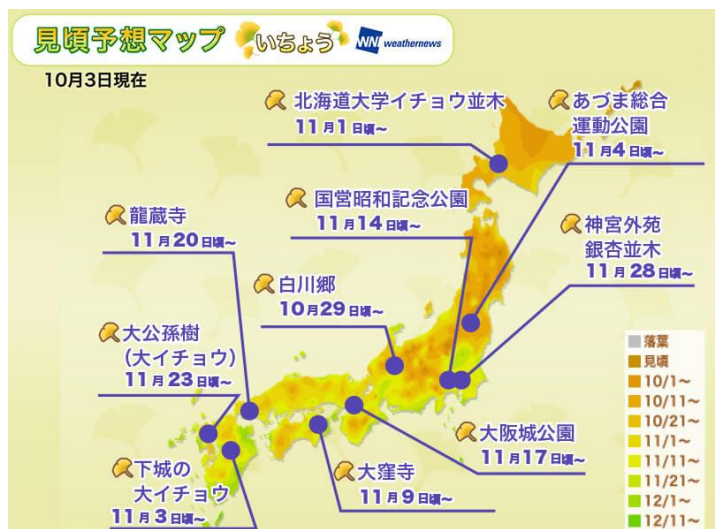 見頃予想マップ いちょう WN weathernews
10月3日現在
北海道大学イチョウ並木
11月1日頃~
あづま総合
運動公園
11月4日頃~
国営昭和記念公園
11月14日頃~
龍蔵寺
11月20日頃~
神宮外苑
銀杏並木
11月28日頃~
白川郷
10月29日頃~
大公孫樹
(大イチョウ)
11月23日頃~
大阪城公園
11月17日頃~
下城の
大イチョウ
11月3日頃~
大窪寺
11月9日頃~
落葉
見頃
10/1~
10/11~
10/21~
11/1~
11/11~
11/21~
12/1~
12/11~